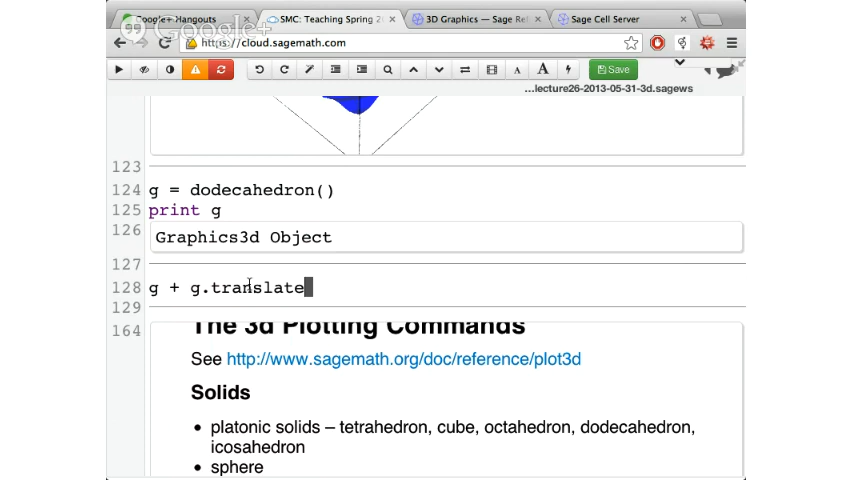 Google+ Hangouts
SMC: Teaching Spring 2
3D Graphics — Sage Re
Sage Cell Server
Google+
https://cloud.sagemath.com
A
A
Save
...lecture26-2013-05-31-3d.sagews
123
124 g = dodecahedron()
125 print g
126 Graphics3d Object
127
128 g + g.translate
129
164 The 3d Plotting Commands
See http://www.sagemath.org/doc/reference/plot3d
Solids
• platonic solids – tetrahedron, cube, octahedron, dodecahedron,
icosahedron
• sphere